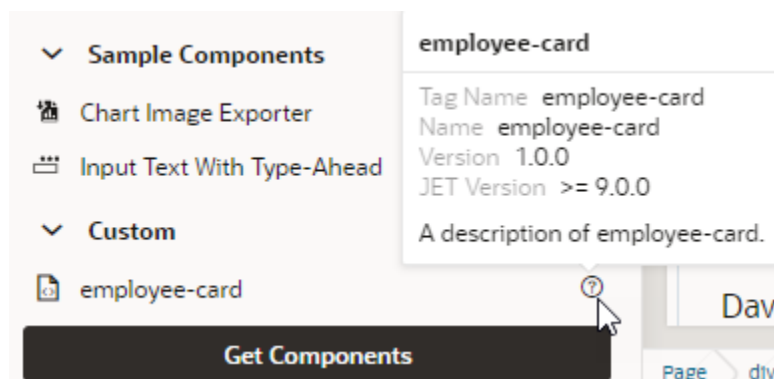 Sample Components
Chart Image Exporter
Input Text With Type-Ahead
Custom
employee-card
Get Components
employee-card
Tag Name employee-card
Name employee-card
Version 1.0.0
JET Version >= 9.0.0
A description of employee-card.
Dav
Page div